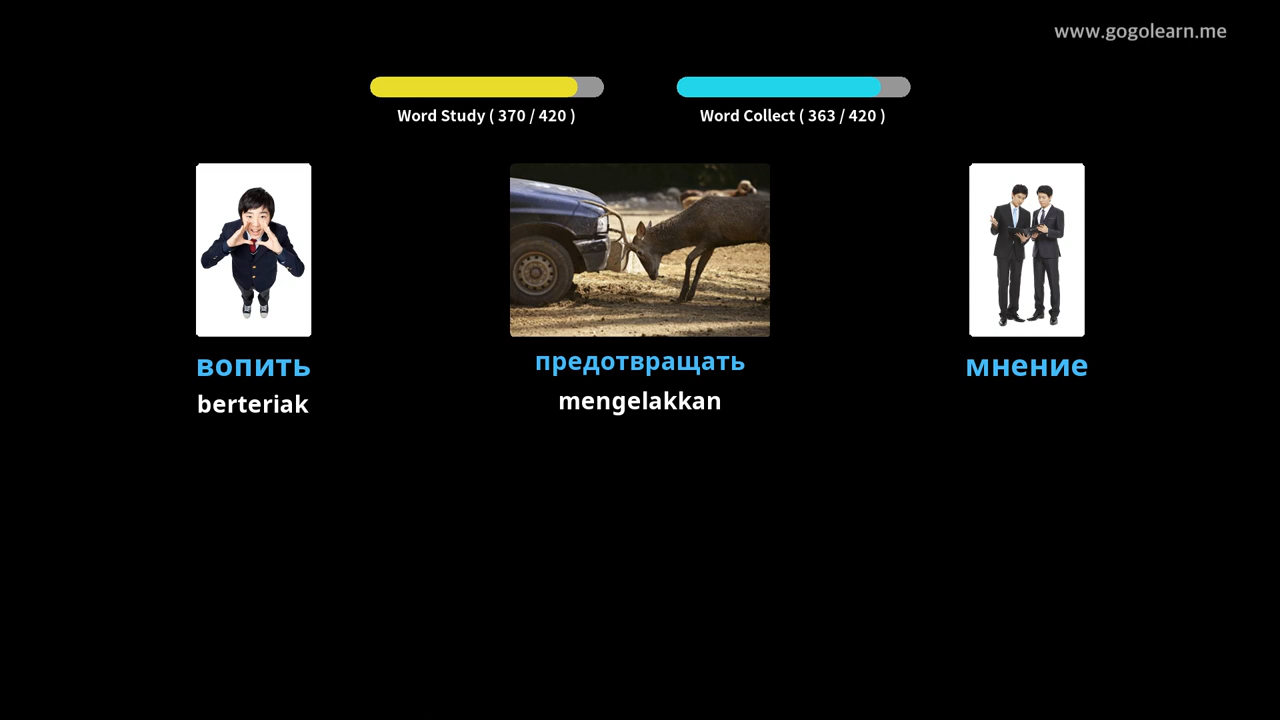 www.gogolearn.me
Word Study ( 370 / 420 )
Word Collect ( 363 / 420 )
вопить
berteriak
предотвращать
mengelakkan
мнение